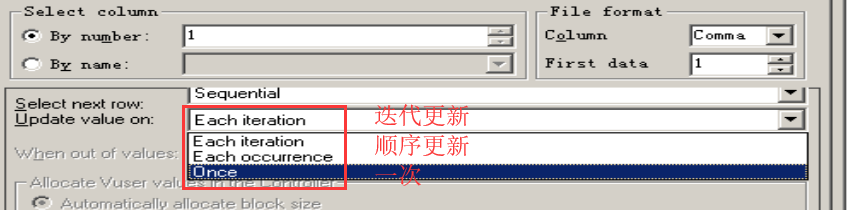 Select column
File format
By number: 1
Column Comma
By name:
First data 1
Select next row: Sequential
Update value on: Each iteration 迭代更新
Each iteration
Each occurrence 顺序更新
When out of values:
Once 一次
Allocate Vuser values in the Controller
Automatically allocate block size